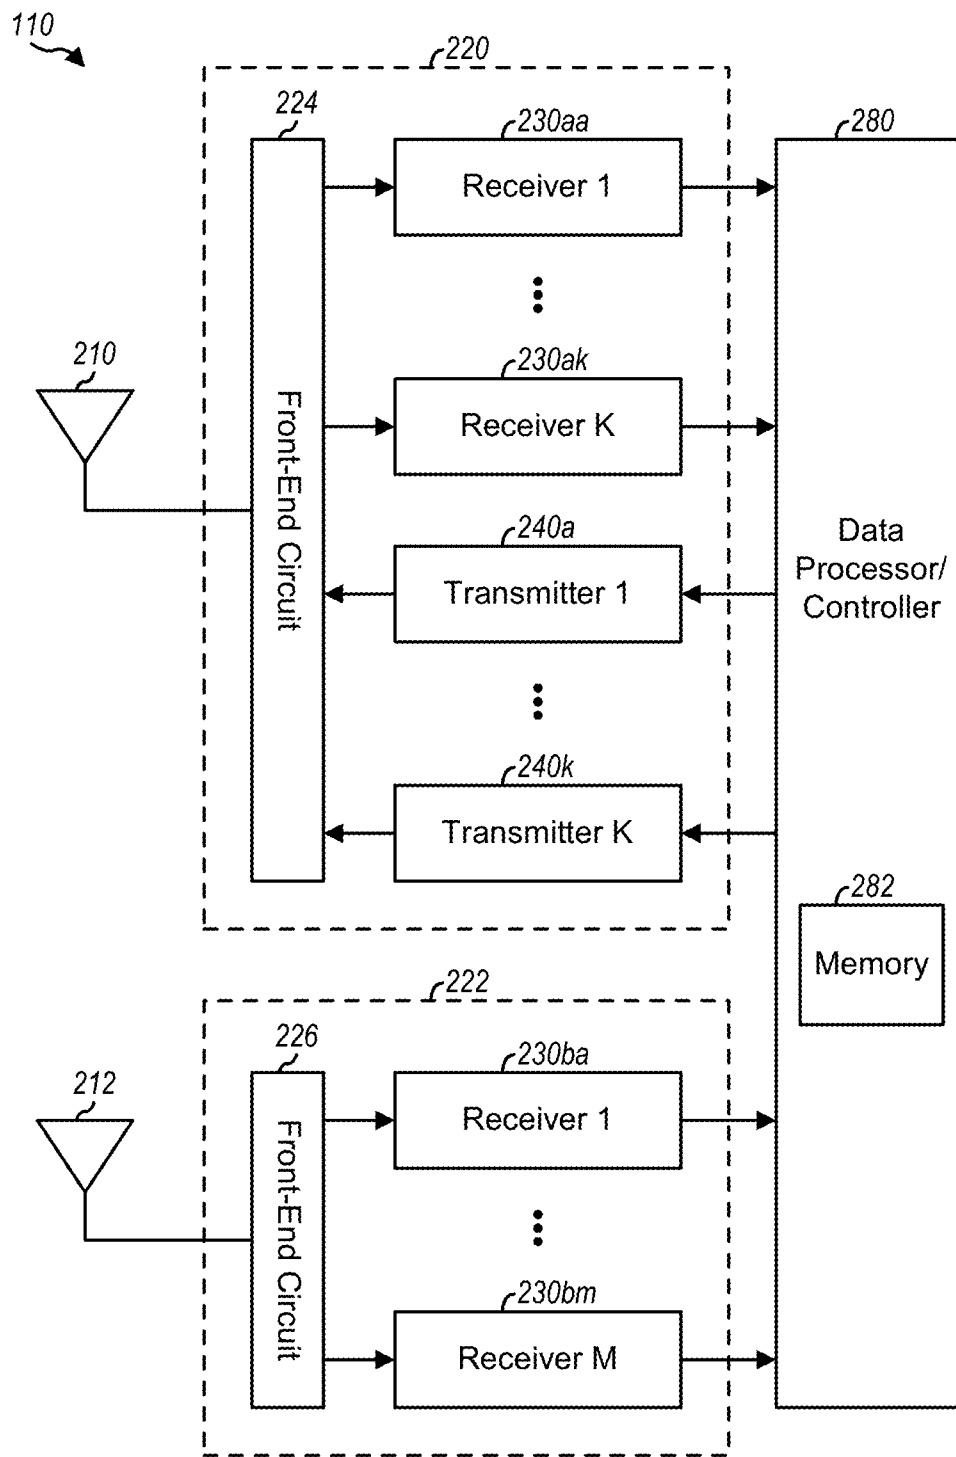 110
220
224
230aa
280
Receiver 1
210
230ak
Receiver K
Front-End Circuit
240a
Transmitter 1
Data
Processor/
Controller
240k
Transmitter K
282
Memory
222
226
230ba
212
Receiver 1
Front-End Circuit
230bm
Receiver M